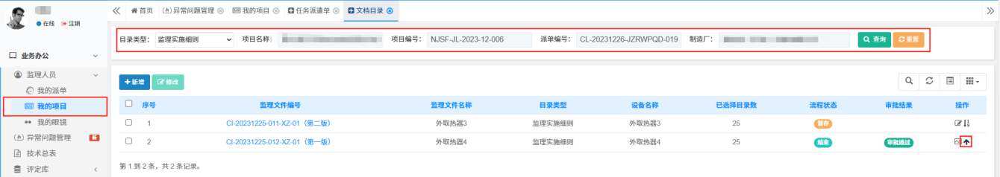 首页 异常问题管理 我的项目 任务派遣单 文档目录
在线 注销
目录类型： 监理实施细则 项目名称： 项目编号： NJSF-JL-2023-12-006 派单编号： CL-20231226-JZRWPQD-019 制造厂： 查询 重置
业务办公
监理人员
我的派单
我的项目
我的眼镜
异常问题管理 新
技术总表
评定库
新增 修改
序号 监理文件编号 监理文件名称 目录类型 设备名称 已选择目录数 流程状态 审批结果 操作
1 CI-20231225-011-XZ-01（第二版） 外取热器3 监理实施细则 外取热器3 25 暂存
2 CI-20231225-012-XZ-01（第一版） 外取热器4 监理实施细则 外取热器4 25 结束 审批通过
第 1 到 2 条，共 2 条记录。